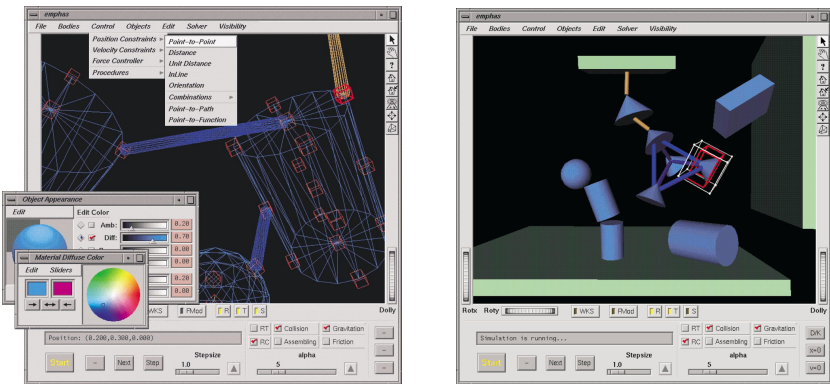 emphas
File Bodies Control Objects Edit Solver Visibility
Position Constraints
Velocity Constraints
Force Controller
Procedures
Point-to-Point
Distance
Unit Distance
InLine
Orientation
Combinations
Point-to-Path
Point-to-Function
?
Object Appearance
Edit
Edit Color
Amb: 0.20
Diff: 0.70
0.00
0.00
0.20
0.00
Material Diffuse Color
Edit Sliders
WKS FMod R T S Dolly
Position: (0.200,0.300,0.000)
RT Collision Gravitation
RC Assembling Friction
Start - Next Step
Stepsize
1.0
alpha
5
emphas
File Bodies Control Objects Edit Solver Visibility
?
Rotx Roty WKS FMod R T S Dolly
Simulation is running...
RT Collision Gravitation
RC Assembling Friction
D/K
x=0
v=0
Start - Next Step
Stepsize
1.0
alpha
5